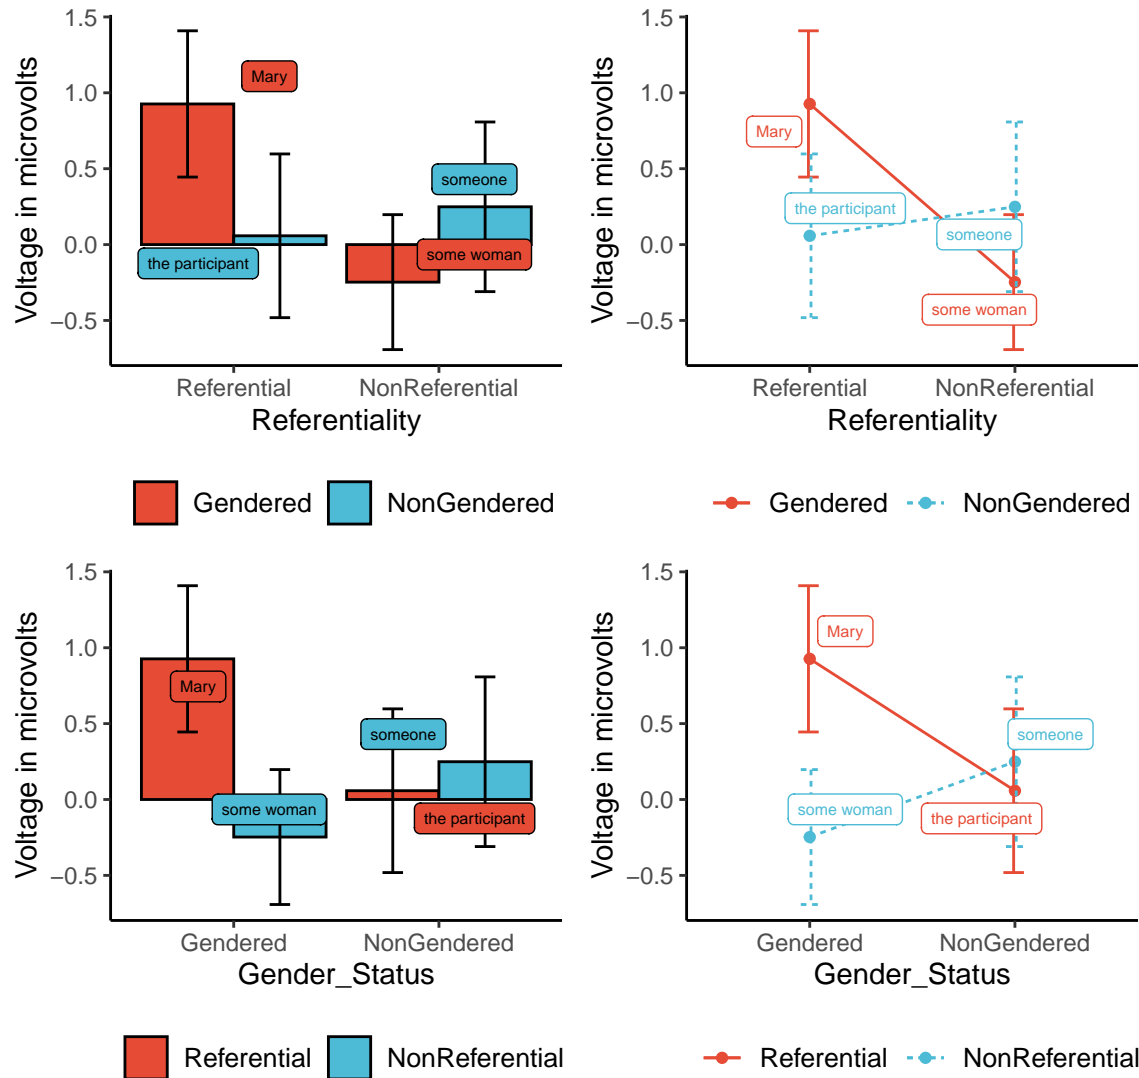 1.5
1.0
0.5
0.0
−0.5
Voltage in microvolts
Mary
someone
the participant
some woman
Referential NonReferential
Referentiality
Gendered NonGendered
1.5
1.0
0.5
0.0
−0.5
Voltage in microvolts
Mary
the participant
someone
some woman
Referential NonReferential
Referentiality
Gendered NonGendered
1.5
1.0
0.5
0.0
−0.5
Voltage in microvolts
Mary
someone
some woman
the participant
Gendered NonGendered
Gender_Status
Referential NonReferential
1.5
1.0
0.5
0.0
−0.5
Voltage in microvolts
Mary
someone
some woman
the participant
Gendered NonGendered
Gender_Status
Referential NonReferential